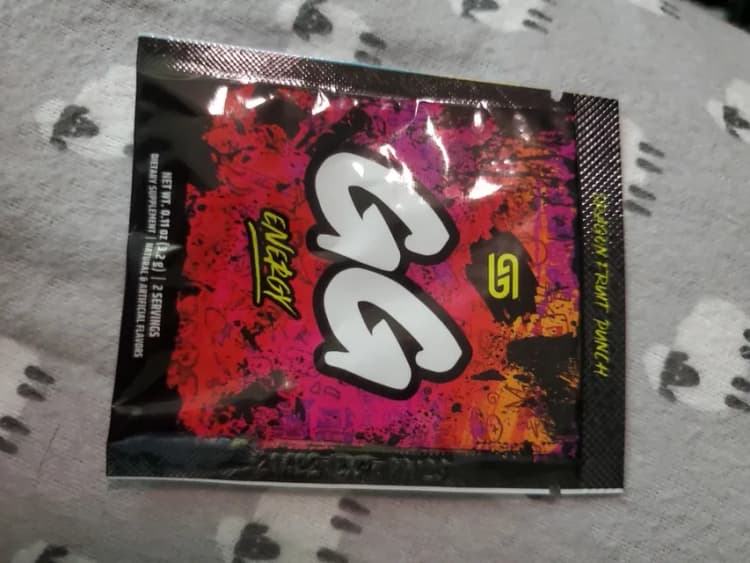 DRAGON FRUIT PUNCH
GG
ENERGY
NET WT. 0.11 oz (3.2 g) | 2 SERVINGS
DIETARY SUPPLEMENT | NATURAL & ARTIFICIAL FLAVORS